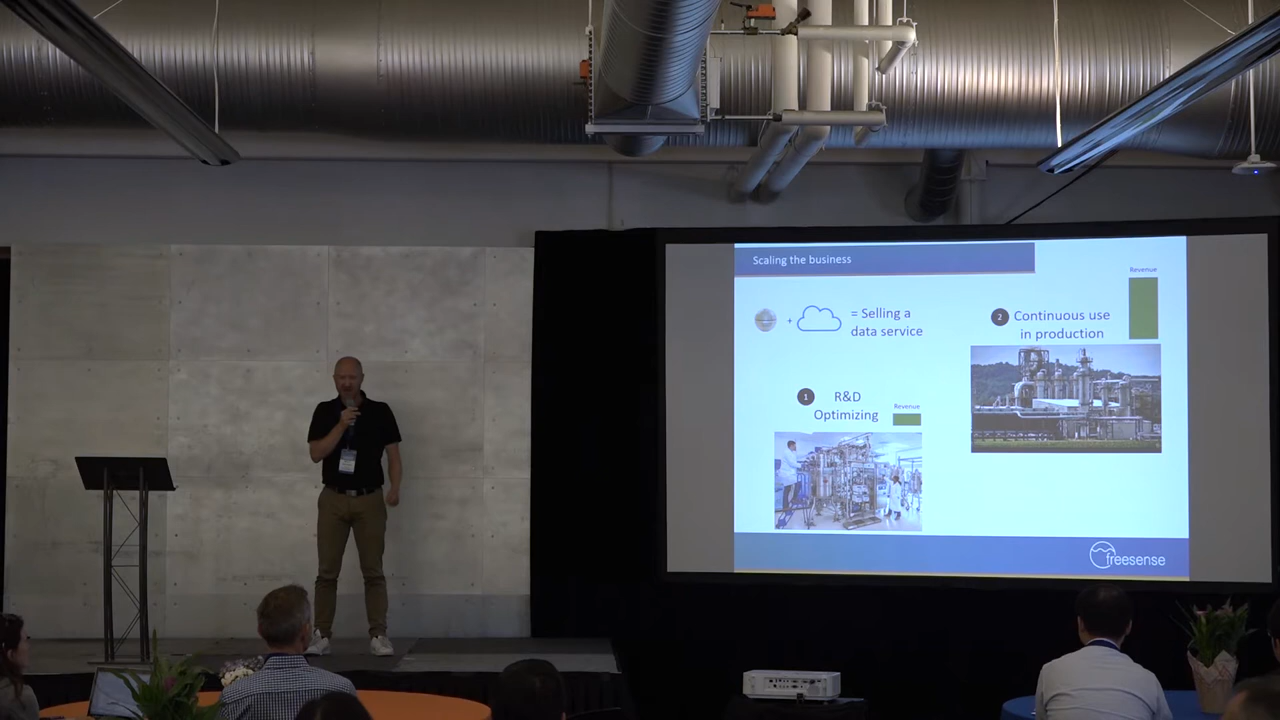 Scaling the business
+
= Selling a
data service
1
R&D
Optimizing
Revenue
2
Continuous use
in production
Revenue
freesense